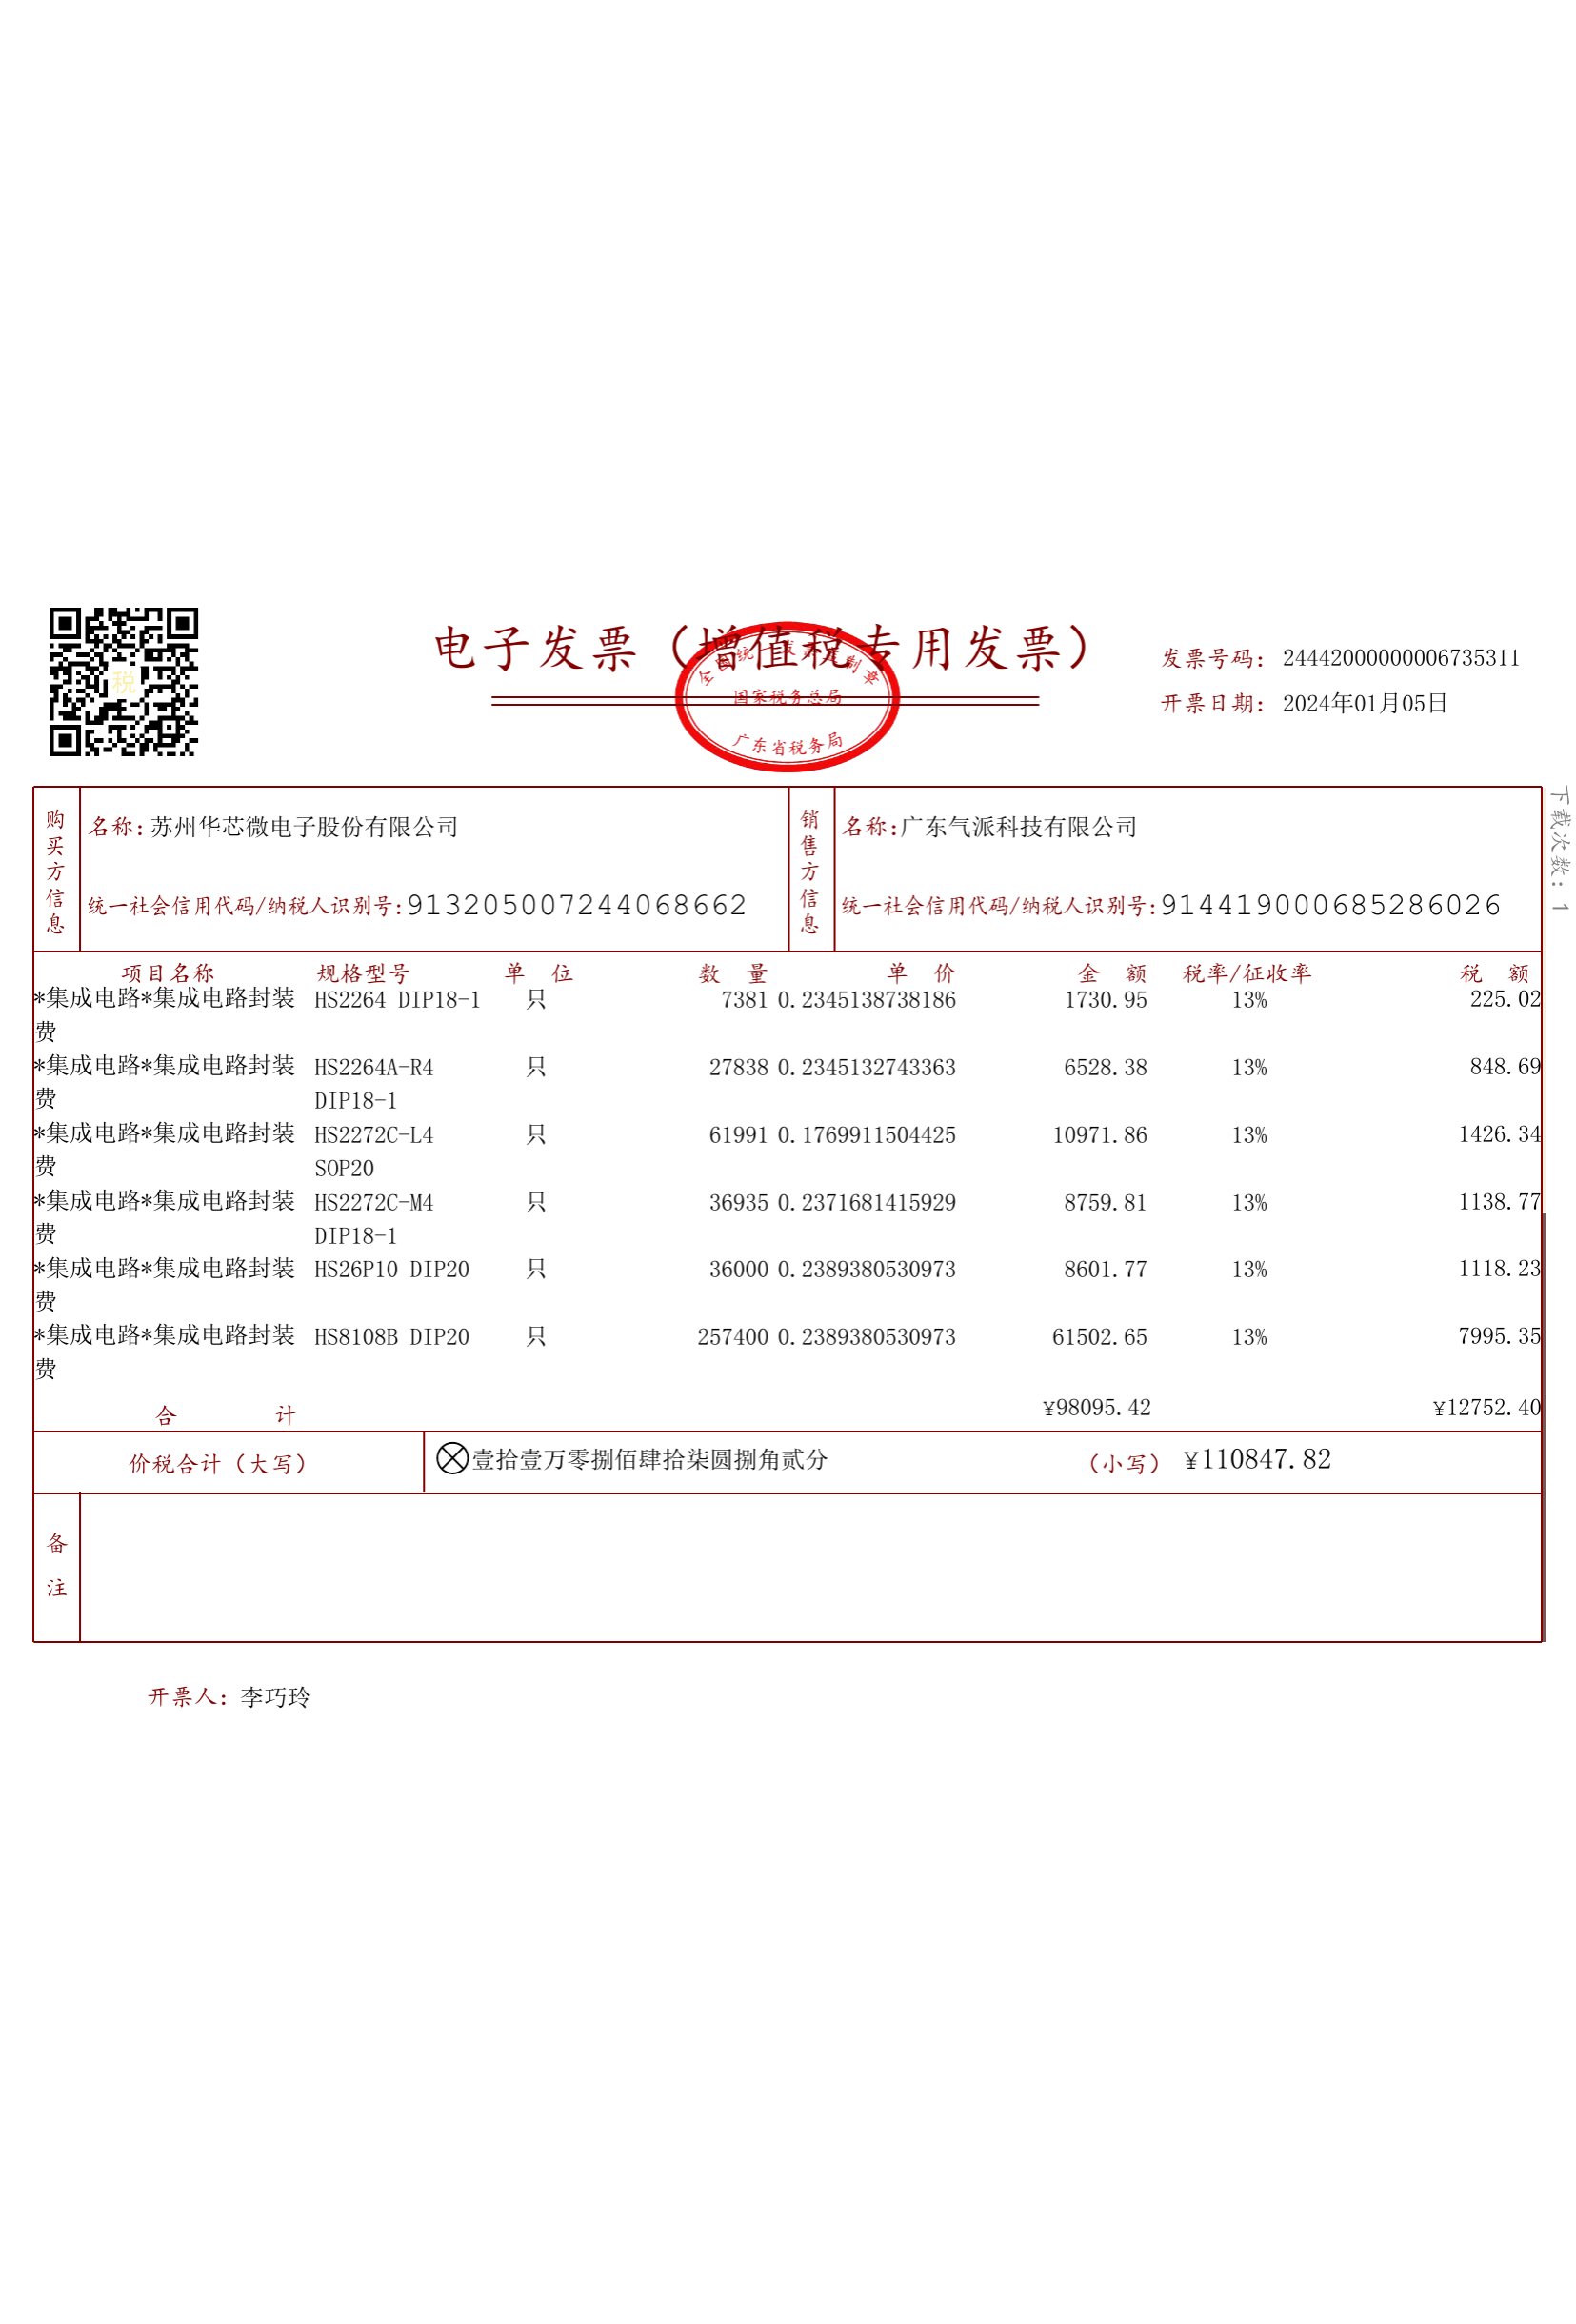 税
电子发票（增值税专用发票）
全国统一发票监制章
国家税务总局
广东省税务局
发票号码：24442000000006735311
开票日期：2024年01月05日
购买方信息
名称：苏州华芯微电子股份有限公司
统一社会信用代码/纳税人识别号：913205007244068662
销售方信息
名称：广东气派科技有限公司
统一社会信用代码/纳税人识别号：914419000685286026
下载次数：1
项目名称 规格型号 单 位 数 量 单 价 金 额 税率/征收率 税 额
*集成电路*集成电路封装 HS2264 DIP18-1 只 7381 0.2345138738186 1730.95 13% 225.02
费
*集成电路*集成电路封装 HS2264A-R4 只 27838 0.2345132743363 6528.38 13% 848.69
费 DIP18-1
*集成电路*集成电路封装 HS2272C-L4 只 61991 0.1769911504425 10971.86 13% 1426.34
费 SOP20
*集成电路*集成电路封装 HS2272C-M4 只 36935 0.2371681415929 8759.81 13% 1138.77
费 DIP18-1
*集成电路*集成电路封装 HS26P10 DIP20 只 36000 0.2389380530973 8601.77 13% 1118.23
费
*集成电路*集成电路封装 HS8108B DIP20 只 257400 0.2389380530973 61502.65 13% 7995.35
费
合 计 ¥98095.42 ¥12752.40
价税合计（大写） 壹拾壹万零捌佰肆拾柒圆捌角贰分 （小写） ¥110847.82
备注
开票人：李巧玲